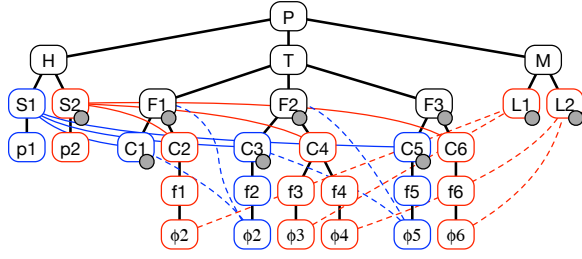 P
H T M
S1 S2 F1 F2 F3 L1 L2
p1 p2 C1 C2 C3 C4 C5 C6
f1 f2 f3 f4 f5 f6
ϕ2 ϕ2 ϕ3 ϕ4 ϕ5 ϕ6